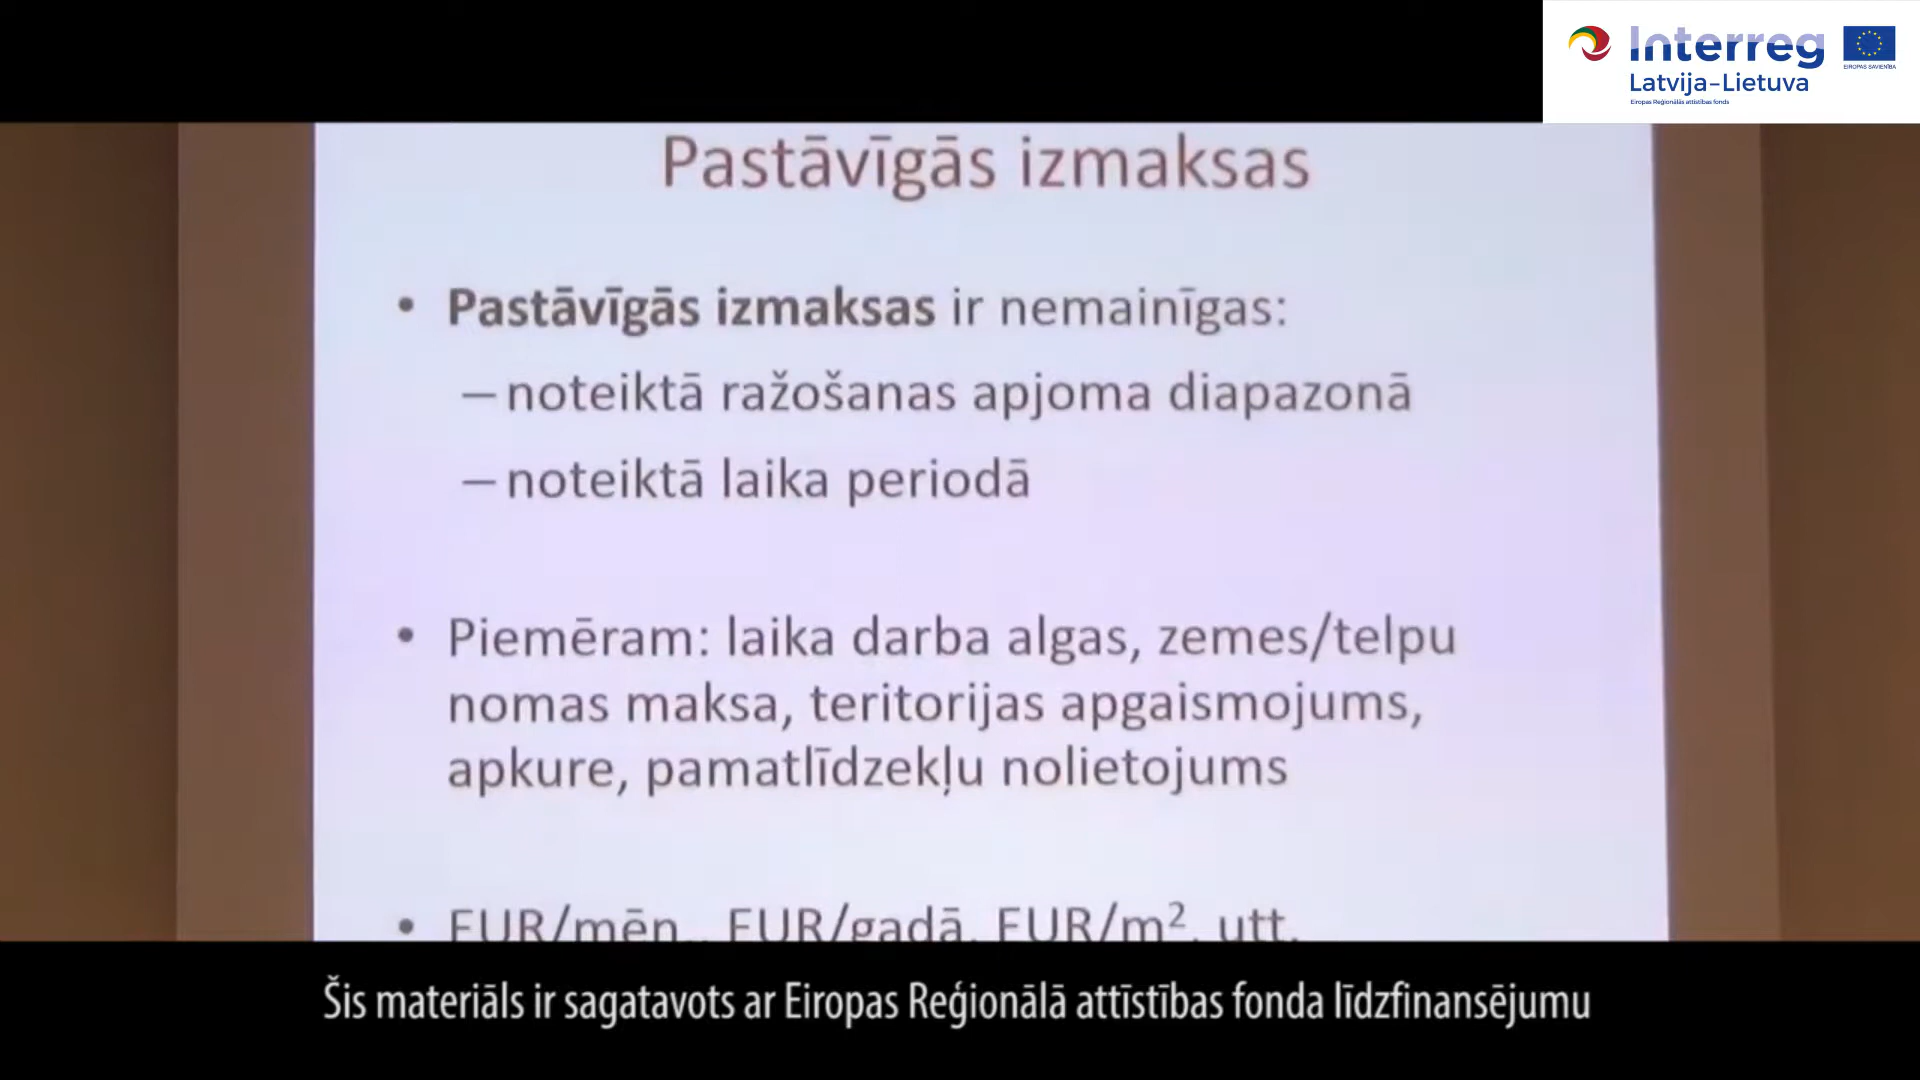 Interreg
EIROPAS SAVIENĪBA
Latvija–Lietuva
Eiropas Reģionālās attīstības fonds
Pastāvīgās izmaksas
• Pastāvīgās izmaksas ir nemainīgas:
– noteiktā ražošanas apjoma diapazonā
– noteiktā laika periodā
• Piemēram: laika darba algas, zemes/telpu
nomas maksa, teritorijas apgaismojums,
apkure, pamatlīdzekļu nolietojums
• EUR/mēn., EUR/gadā, EUR/m², utt.
Šis materiāls ir sagatavots ar Eiropas Reģionālā attīstības fonda līdzfinansējumu